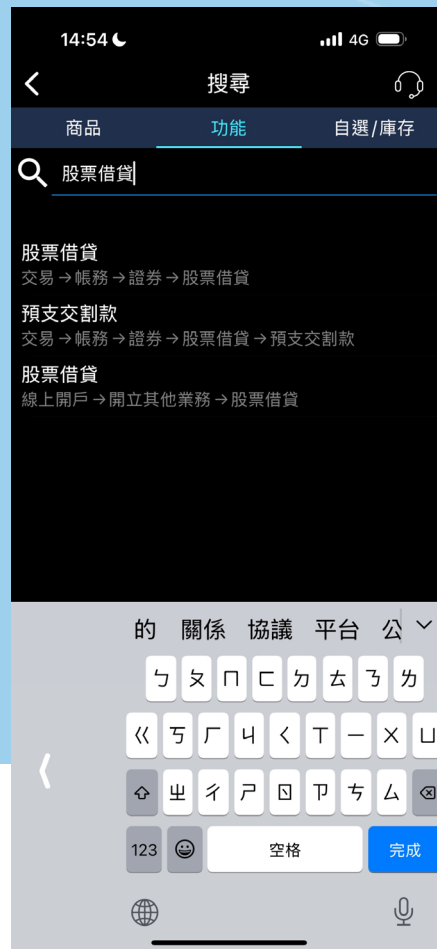 14:54
4G
搜尋
商品 功能 自選/庫存
股票借貸
股票借貸
交易→帳務→證券→股票借貸
預支交割款
交易→帳務→證券→股票借貸→預支交割款
股票借貸
線上開戶→開立其他業務→股票借貸
的 關係 協議 平台 公
ㄅ ㄆ ㄇ ㄈ ㄉ ㄊ ㄋ ㄌ
ㄍ ㄎ ㄏ ㄐ ㄑ ㄒ ㄧ ㄨ ㄩ
ㄓ ㄔ ㄕ ㄖ ㄗ ㄘ ㄙ
123 空格 完成